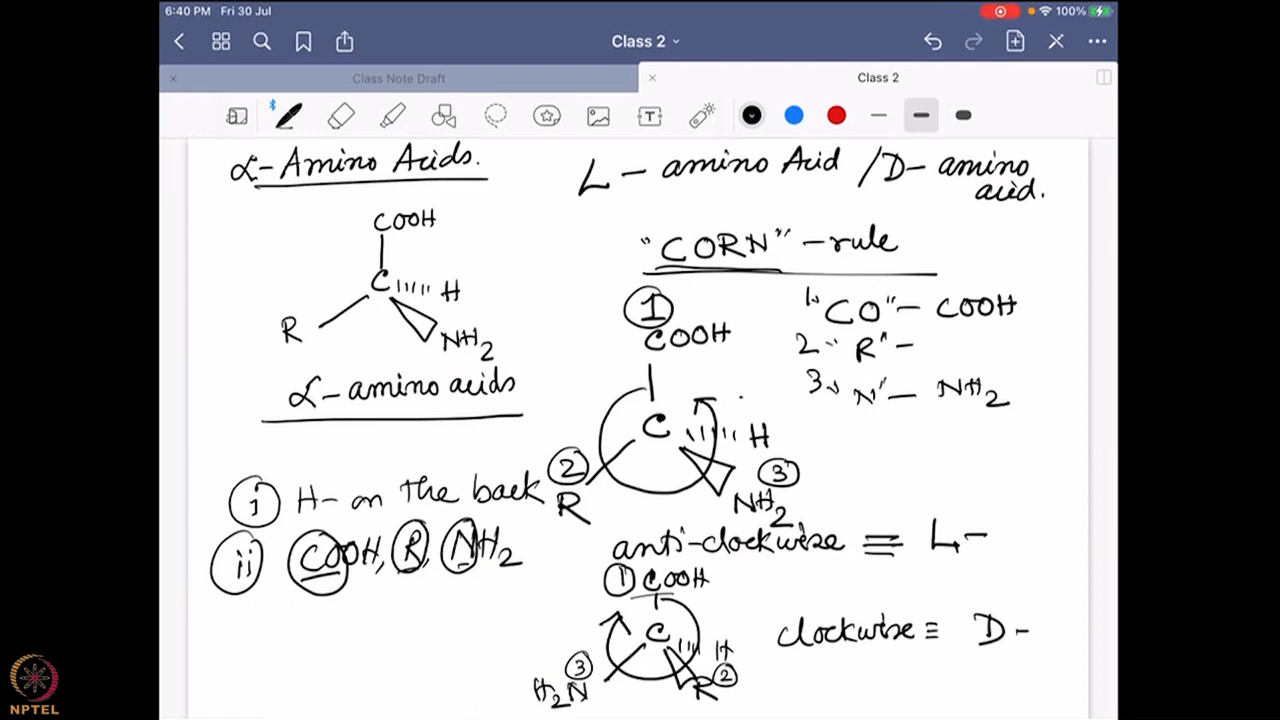 6:40 PM Fri 30 Jul
100%
Class 2
Class Note Draft
Class 2
α-Amino Acids.
L - amino Acid / D- amino acid.
"CORN" - rule
COOH
C
H
R
NH2
α-amino acids
1
COOH
C
H
2
R
3
NH2
1. "CO" - COOH
2. "R" -
3. "N" - NH2
i H- on the back
ii COOH, R, NH2
anti-clockwise ≡ L-
1 COOH
C
H
3
H2N
2
R
clockwise ≡ D-
NPTEL